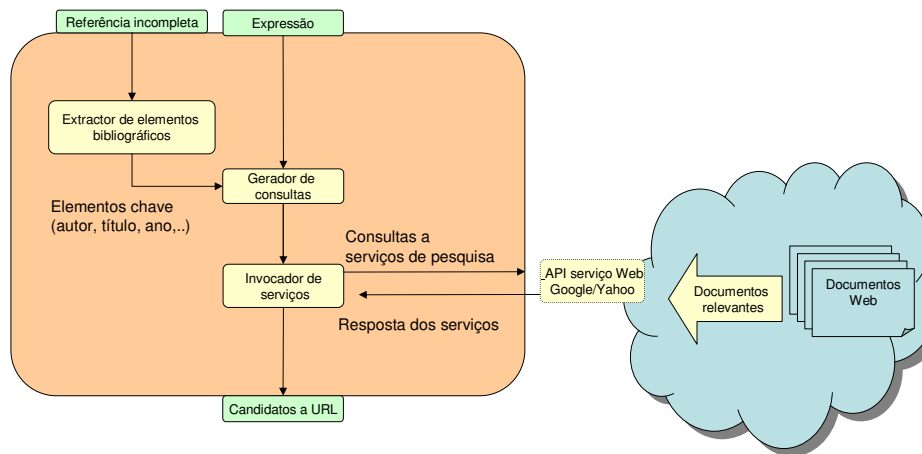 Referência incompleta
Expressão
Extractor de elementos
bibliográficos
Gerador de
consultas
Elementos chave
(autor, título, ano,..)
Consultas a
serviços de pesquisa
Invocador de
serviços
API serviço Web
Google/Yahoo
Resposta dos serviços
Documentos
relevantes
Documentos
Web
Candidatos a URL